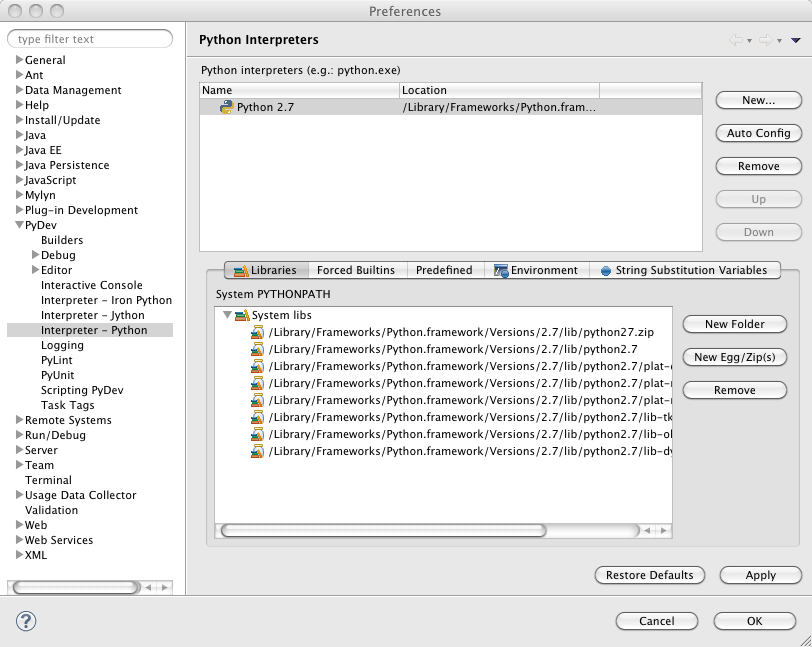 Preferences
type filter text
General
Ant
Data Management
Help
Install/Update
Java
Java EE
Java Persistence
JavaScript
Mylyn
Plug-in Development
PyDev
Builders
Debug
Editor
Interactive Console
Interpreter - Iron Python
Interpreter - Jython
Interpreter - Python
Logging
PyLint
PyUnit
Scripting PyDev
Task Tags
Remote Systems
Run/Debug
Server
Team
Terminal
Usage Data Collector
Validation
Web
Web Services
XML
Python Interpreters
Python interpreters (e.g.: python.exe)
Name Location
Python 2.7 /Library/Frameworks/Python.fram...
New...
Auto Config
Remove
Up
Down
Libraries Forced Builtins Predefined Environment String Substitution Variables
System PYTHONPATH
System libs
/Library/Frameworks/Python.framework/Versions/2.7/lib/python27.zip
/Library/Frameworks/Python.framework/Versions/2.7/lib/python2.7
/Library/Frameworks/Python.framework/Versions/2.7/lib/python2.7/plat-
/Library/Frameworks/Python.framework/Versions/2.7/lib/python2.7/plat-
/Library/Frameworks/Python.framework/Versions/2.7/lib/python2.7/plat-
/Library/Frameworks/Python.framework/Versions/2.7/lib/python2.7/lib-tk
/Library/Frameworks/Python.framework/Versions/2.7/lib/python2.7/lib-ol
/Library/Frameworks/Python.framework/Versions/2.7/lib/python2.7/lib-dy
New Folder
New Egg/Zip(s)
Remove
Restore Defaults Apply
? Cancel OK